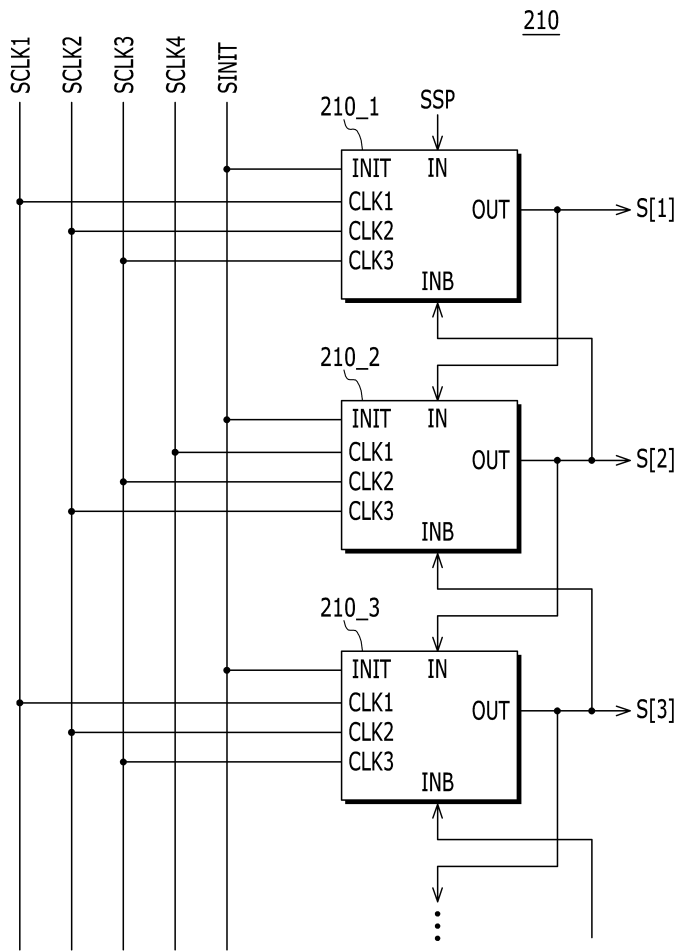 210
SCLK1
SCLK2
SCLK3
SCLK4
SINIT
SSP
210_1
INIT
IN
CLK1
OUT
S[1]
CLK2
CLK3
INB
210_2
INIT
IN
CLK1
OUT
S[2]
CLK2
CLK3
INB
210_3
INIT
IN
CLK1
OUT
S[3]
CLK2
CLK3
INB